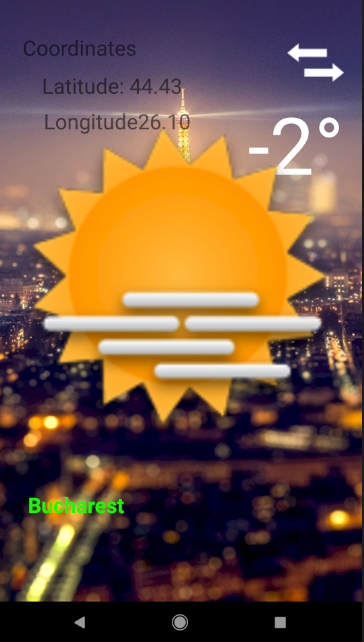 Coordinates
Latitude: 44.43
Longitude26.10
-2°
Bucharest